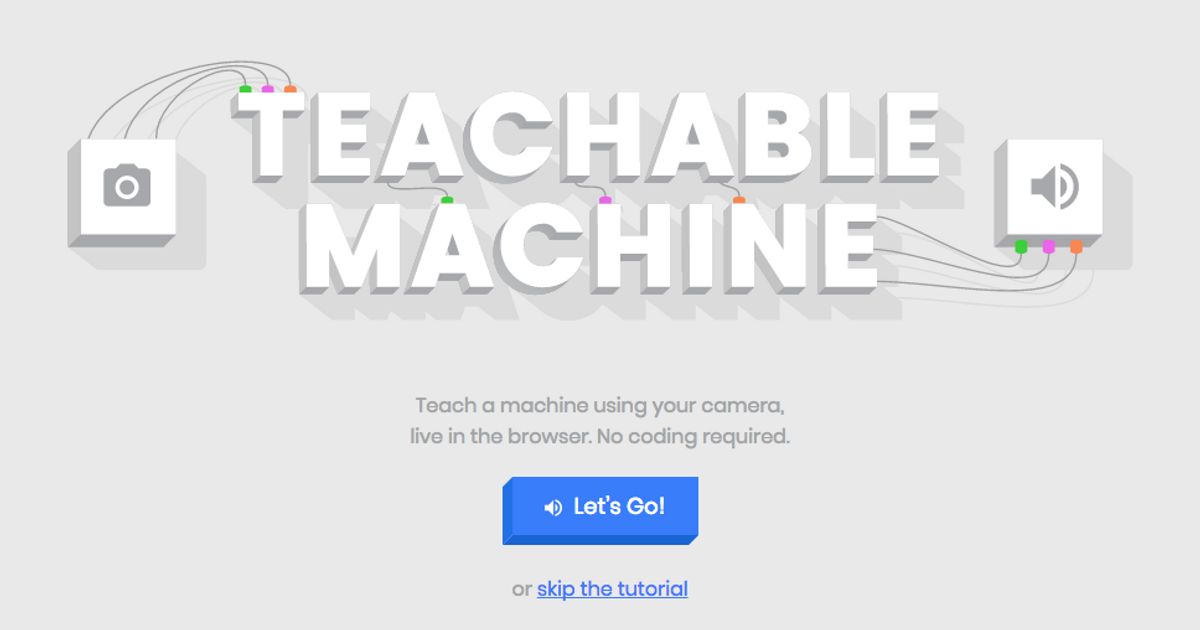 TEACHABLE
MACHINE
Teach a machine using your camera,
live in the browser. No coding required.
Let's Go!
or skip the tutorial